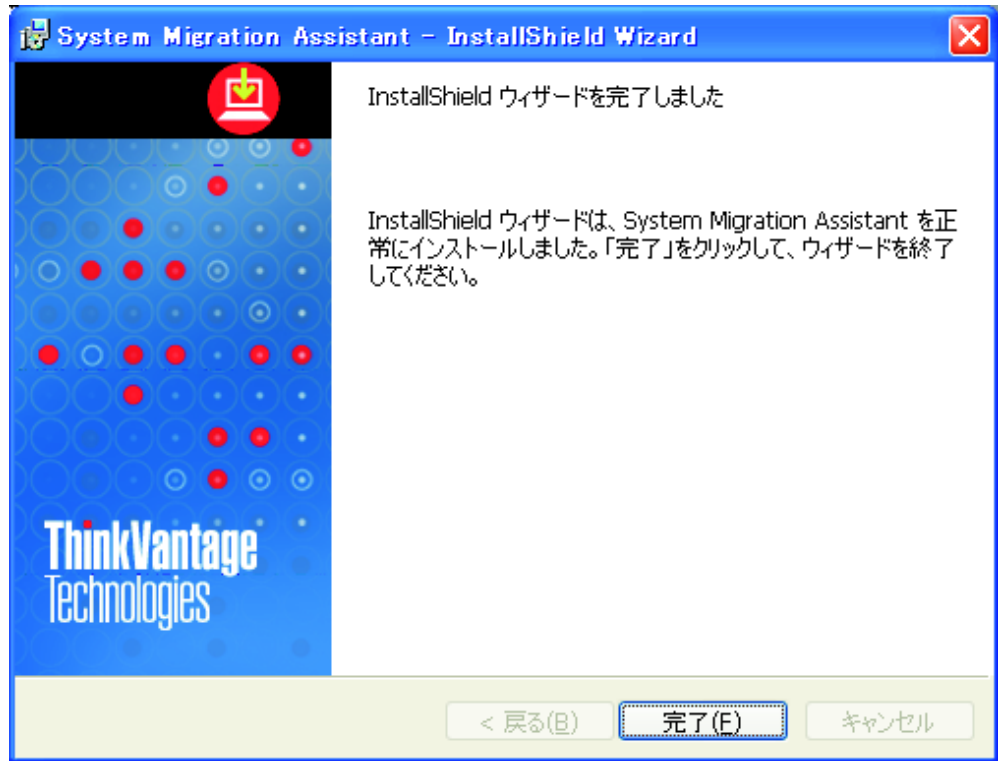 System Migration Assistant - InstallShield Wizard
InstallShield ウィザードを完了しました
InstallShield ウィザードは、System Migration Assistant を正
常にインストールしました。「完了」をクリックして、ウィザードを終了
してください。
ThinkVantage
Technologies
< 戻る(B)
完了(F)
キャンセル